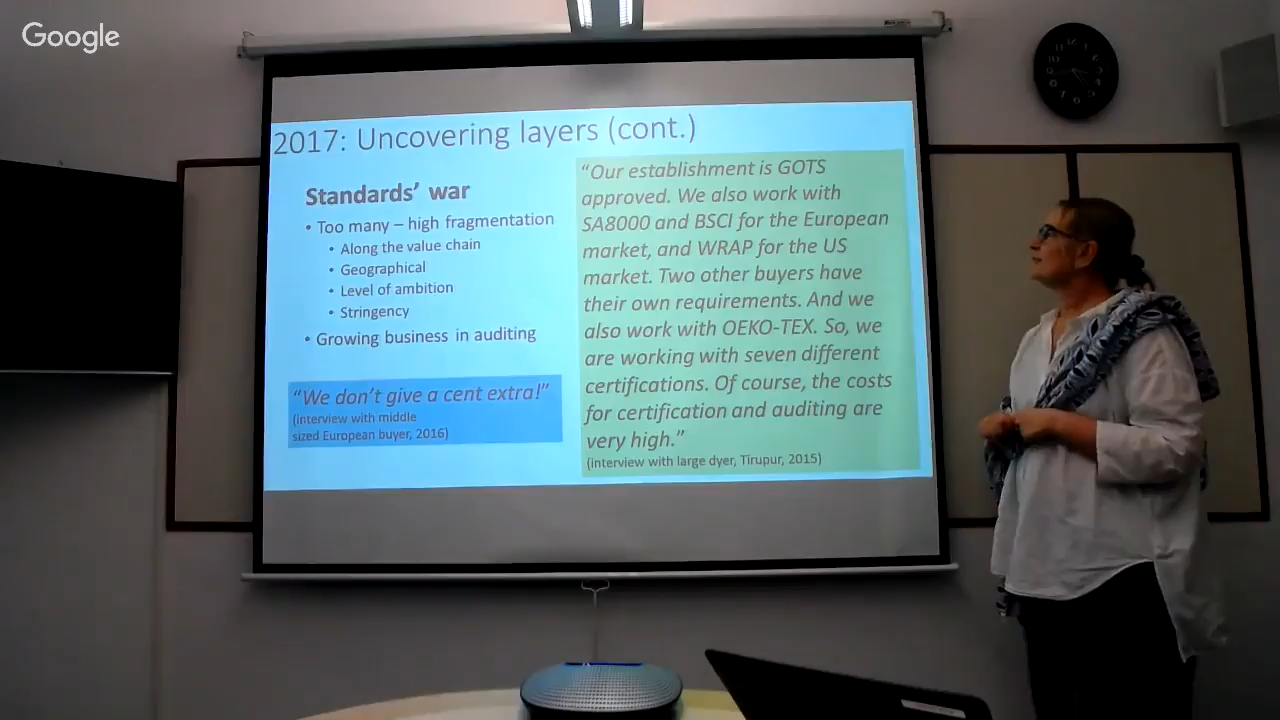 Google
2017: Uncovering layers (cont.)
Standards' war
• Too many – high fragmentation
• Along the value chain
• Geographical
• Level of ambition
• Stringency
• Growing business in auditing
“We don't give a cent extra!”
(interview with middle
sized European buyer, 2016)
“Our establishment is GOTS
approved. We also work with
SA8000 and BSCI for the European
market, and WRAP for the US
market. Two other buyers have
their own requirements. And we
also work with OEKO-TEX. So, we
are working with seven different
certifications. Of course, the costs
for certification and auditing are
very high.”
(interview with large dyer, Tirupur, 2015)